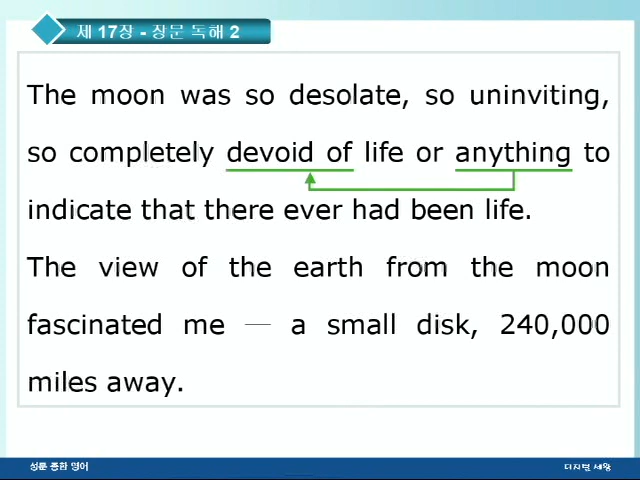 제 17장 - 장문 독해 2
The moon was so desolate, so uninviting,
so completely devoid of life or anything to
indicate that there ever had been life.
The view of the earth from the moon
fascinated me — a small disk, 240,000
miles away.
성문 종합 영어
디지털 세왕